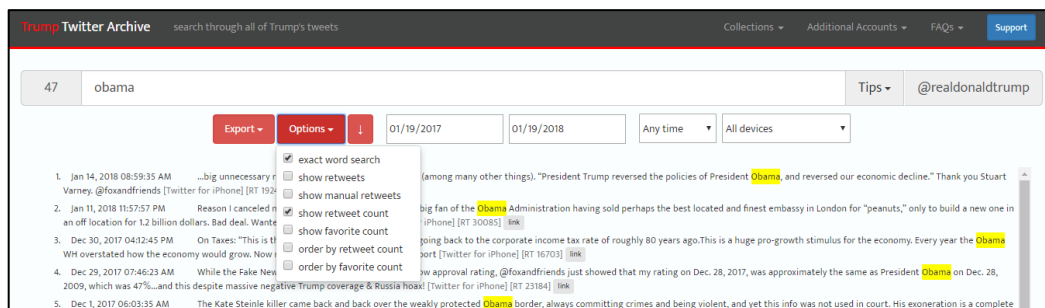 Trump Twitter Archive search through all of Trump's tweets Collections Additional Accounts FAQs Support
47 obama Tips @realdonaldtrump
Export Options ↓ 01/19/2017 01/19/2018 Any time All devices
exact word search
show retweets
show manual retweets
show retweet count
show favorite count
order by retweet count
order by favorite count
1. Jan 14, 2018 08:59:35 AM ...big unnecessary (among many other things). "President Trump reversed the policies of President Obama, and reversed our economic decline." Thank you Stuart
Varney. @foxandfriends [Twitter for iPhone] [RT
2. Jan 11, 2018 11:57:57 PM Reason I canceled big fan of the Obama Administration having sold perhaps the best located and finest embassy in London for "peanuts," only to build a new one in
an off location for 1.2 billion dollars. Bad deal. iPhone] [RT 30085] link
3. Dec 30, 2017 04:12:45 PM On Taxes: "This is going back to the corporate income tax rate of roughly 80 years ago.This is a huge pro-growth stimulus for the economy. Every year the Obama
WH overstated how the economy would grow. Now [Twitter for iPhone] [RT 16703] link
4. Dec 29, 2017 07:46:23 AM While the Fake New approval rating, @foxandfriends just showed that my rating on Dec. 28, 2017, was approximately the same as President Obama on Dec. 28,
2009, which was 47%...and this despite massive negative Trump coverage & Russia hoax! [Twitter for iPhone] [RT 23184] link
5. Dec 1, 2017 06:03:35 AM The Kate Steinle killer came back and back over the weakly protected Obama border, always committing crimes and being violent, and yet this info was not used in court. His exoneration is a complete